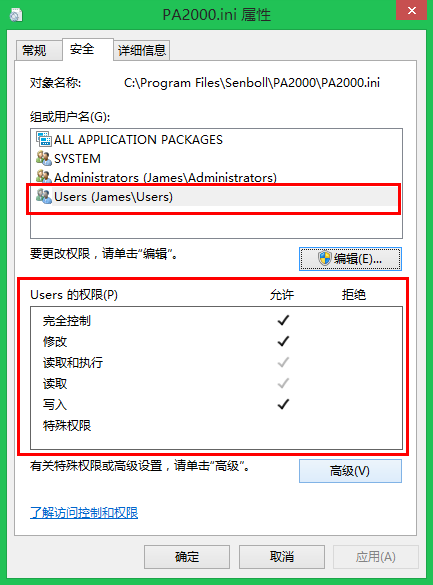 PA2000.ini 属性
常规 安全 详细信息
对象名称: C:\Program Files\Senboll\PA2000\PA2000.ini
组或用户名(G):
ALL APPLICATION PACKAGES
SYSTEM
Administrators (James\Administrators)
Users (James\Users)
要更改权限，请单击"编辑"。 编辑(E)...
Users 的权限(P) 允许 拒绝
完全控制
修改
读取和执行
读取
写入
特殊权限
有关特殊权限或高级设置，请单击"高级"。 高级(V)
了解访问控制和权限
确定 取消 应用(A)